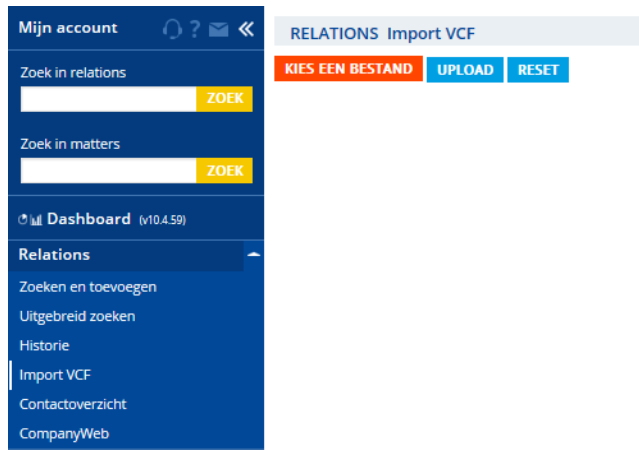 Mijn account
?
Zoek in relations
ZOEK
Zoek in matters
ZOEK
Dashboard (v10.4.59)
Relations
Zoeken en toevoegen
Uitgebreid zoeken
Historie
Import VCF
Contactoverzicht
CompanyWeb
RELATIONS Import VCF
KIES EEN BESTAND UPLOAD RESET